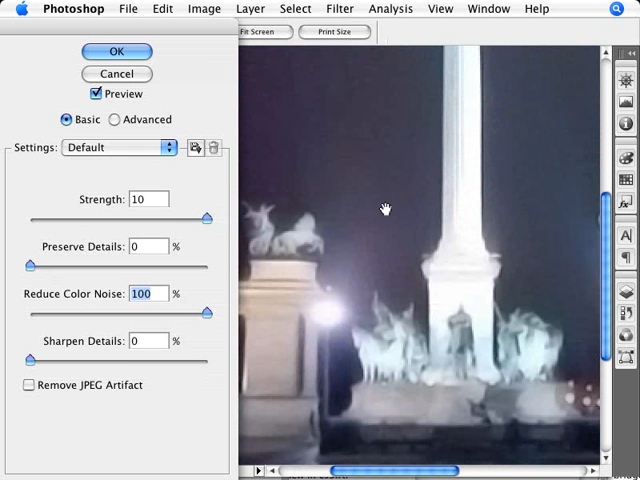 Photoshop File Edit Image Layer Select Filter Analysis View Window Help
Fit Screen Print Size
OK
Cancel
Preview
Basic Advanced
Settings: Default
Strength: 10
Preserve Details: 0 %
Reduce Color Noise: 100 %
Sharpen Details: 0 %
Remove JPEG Artifact